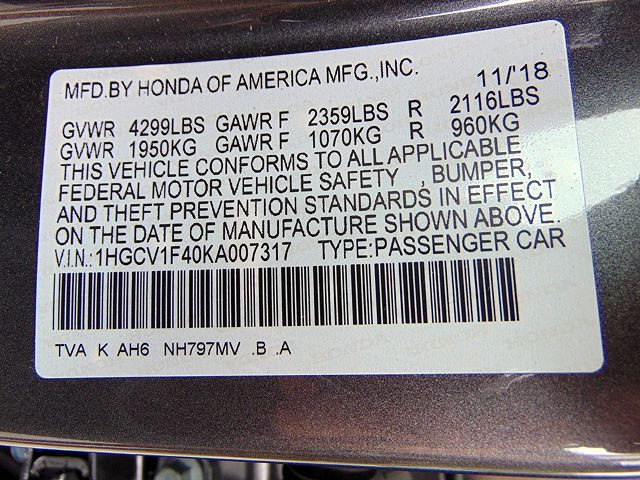 MFD.BY HONDA OF AMERICA MFG.,INC. 11/'18
GVWR 4299LBS GAWR F 2359LBS R 2116LBS
GVWR 1950KG GAWR F 1070KG R 960KG
THIS VEHICLE CONFORMS TO ALL APPLICABLE
FEDERAL MOTOR VEHICLE SAFETY , BUMPER,
AND THEFT PREVENTION STANDARDS IN EFFECT
ON THE DATE OF MANUFACTURE SHOWN ABOVE.
V.I.N.:1HGCV1F40KA007317 TYPE:PASSENGER CAR
TVA K AH6 NH797MV .B .A